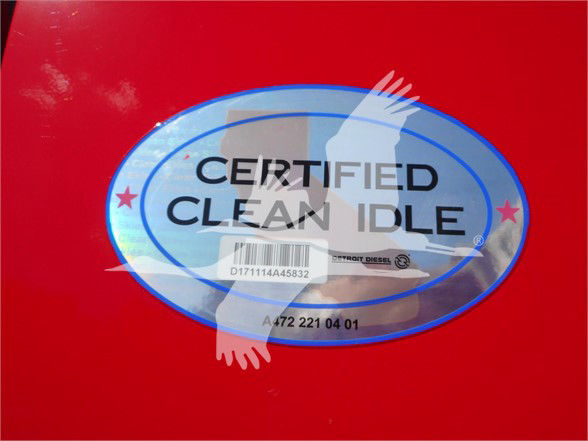 CERTIFIED
CLEAN IDLE
®
D171114A45832
DETROIT DIESEL
A472 221 04 01